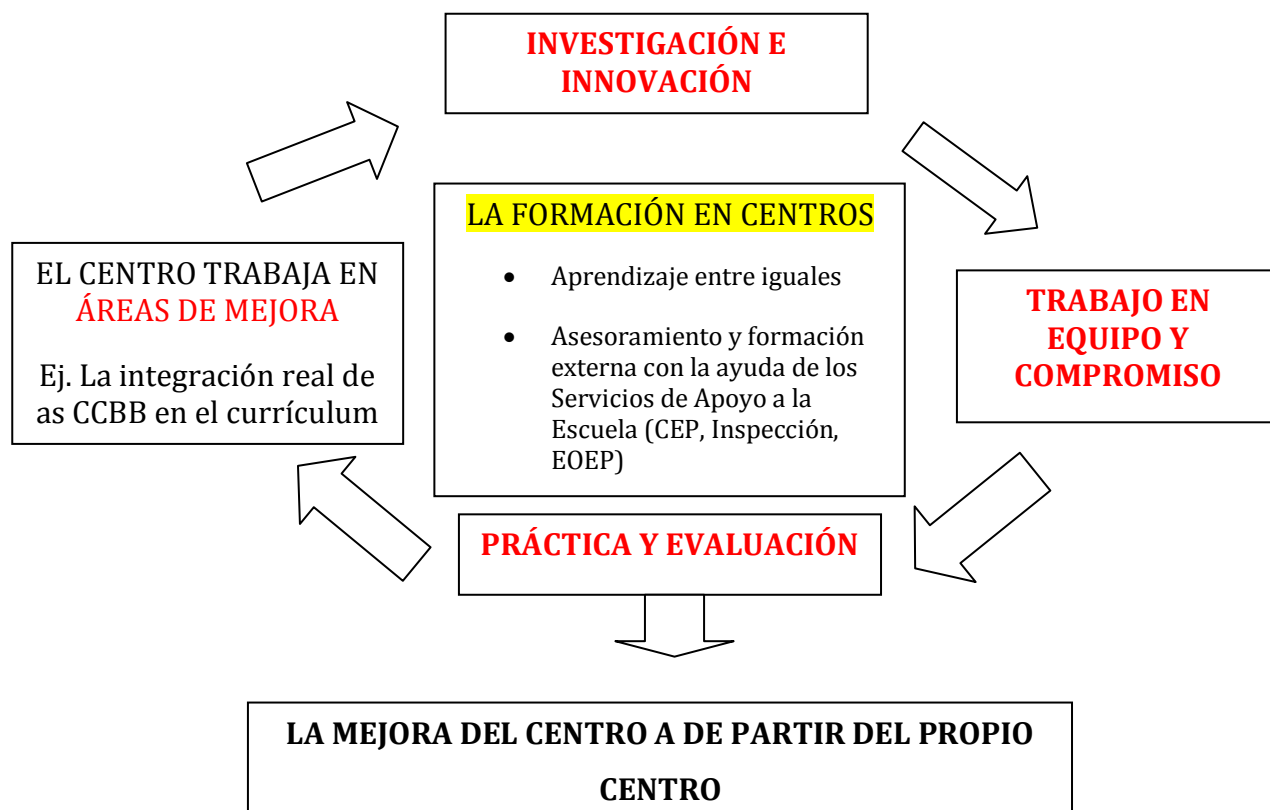 INVESTIGACIÓN E
INNOVACIÓN
LA FORMACIÓN EN CENTROS
• Aprendizaje entre iguales
• Asesoramiento y formación
externa con la ayuda de los
Servicios de Apoyo a la
Escuela (CEP, Inspección,
EOEP)
EL CENTRO TRABAJA EN
ÁREAS DE MEJORA
Ej. La integración real de
as CCBB en el currículum
TRABAJO EN
EQUIPO Y
COMPROMISO
PRÁCTICA Y EVALUACIÓN
LA MEJORA DEL CENTRO A DE PARTIR DEL PROPIO
CENTRO